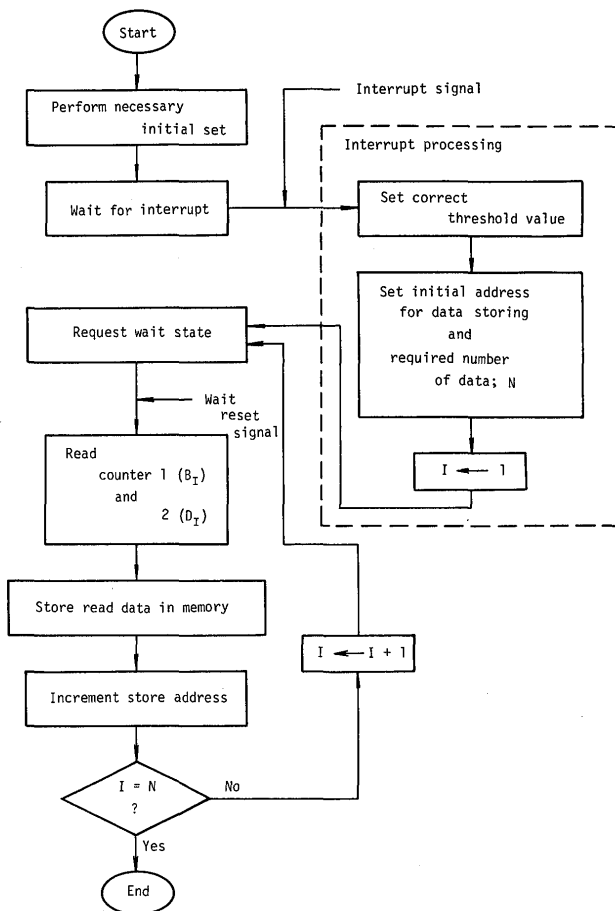 Start
Perform necessary
initial set
Wait for interrupt
Interrupt signal
Interrupt processing
Set correct
threshold value
Set initial address
for data storing
and
required number
of data; N
I ← 1
Request wait state
Wait
reset
signal
Read
counter 1 (B_I)
and
2 (D_I)
Store read data in memory
Increment store address
I = N
?
No
I ← I + 1
Yes
End